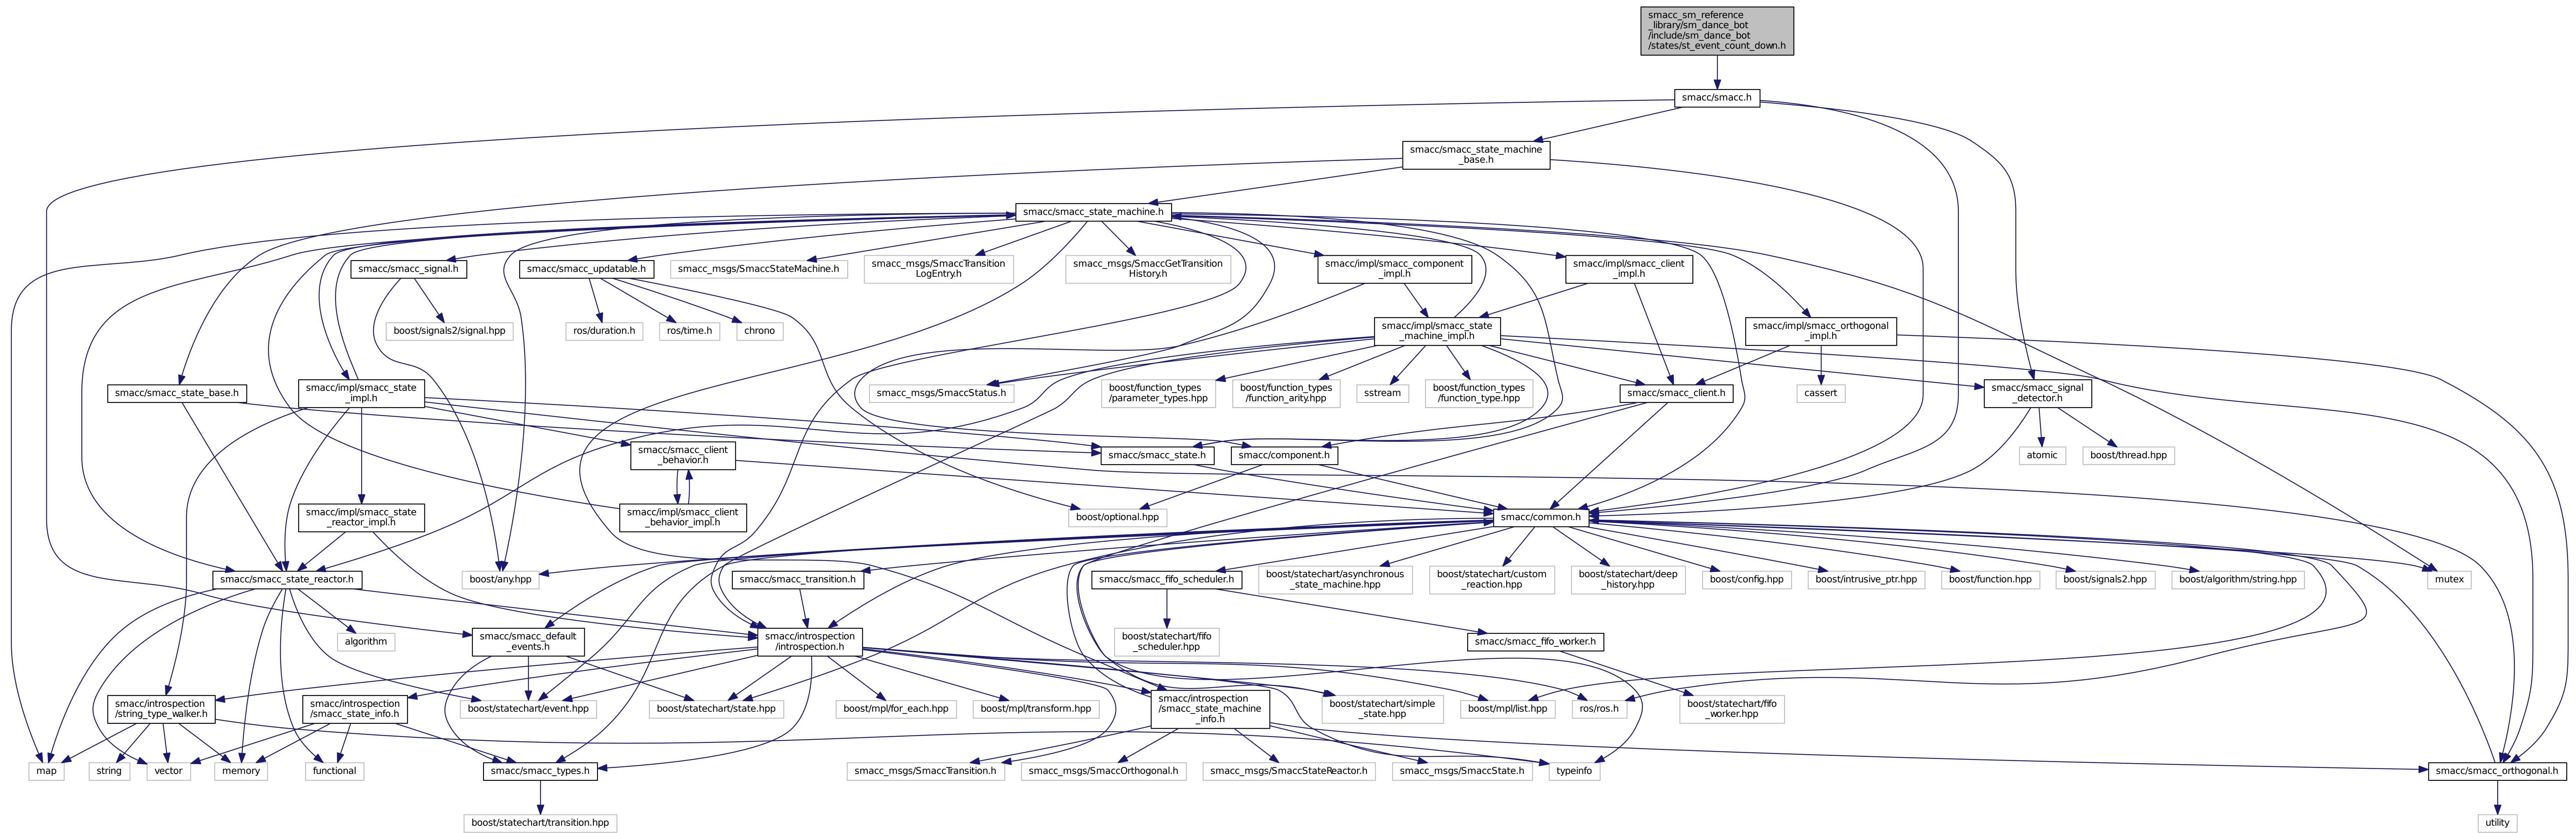 smacc_sm_reference
_library/sm_dance_bot
/include/sm_dance_bot
/states/st_event_count_down.h
smacc/smacc.h
smacc/smacc_state_machine
_base.h
smacc/smacc_state_machine.h
smacc/smacc_signal.h
smacc/smacc_updatable.h
smacc_msgs/SmaccStateMachine.h
smacc_msgs/SmaccTransition
LogEntry.h
smacc_msgs/SmaccGetTransition
History.h
smacc/impl/smacc_component
_impl.h
smacc/impl/smacc_client
_impl.h
boost/signals2/signal.hpp
ros/duration.h
ros/time.h
chrono
smacc/impl/smacc_state
_machine_impl.h
smacc/impl/smacc_orthogonal
_impl.h
smacc/smacc_state_base.h
smacc/impl/smacc_state
_impl.h
smacc_msgs/SmaccStatus.h
boost/function_types
/parameter_types.hpp
boost/function_types
/function_arity.hpp
sstream
boost/function_types
/function_type.hpp
smacc/smacc_client.h
cassert
smacc/smacc_signal
_detector.h
smacc/smacc_client
_behavior.h
smacc/smacc_state.h
smacc/component.h
atomic
boost/thread.hpp
smacc/impl/smacc_state
_reactor_impl.h
smacc/impl/smacc_client
_behavior_impl.h
boost/optional.hpp
smacc/common.h
smacc/smacc_state_reactor.h
boost/any.hpp
smacc/smacc_transition.h
smacc/smacc_fifo_scheduler.h
boost/statechart/asynchronous
_state_machine.hpp
boost/statechart/custom
_reaction.hpp
boost/statechart/deep
_history.hpp
boost/config.hpp
boost/intrusive_ptr.hpp
boost/function.hpp
boost/signals2.hpp
boost/algorithm/string.hpp
mutex
algorithm
smacc/smacc_default
_events.h
smacc/introspection
/introspection.h
boost/statechart/fifo
_scheduler.hpp
smacc/smacc_fifo_worker.h
smacc/introspection
/string_type_walker.h
smacc/introspection
/smacc_state_info.h
boost/statechart/event.hpp
boost/statechart/state.hpp
boost/mpl/for_each.hpp
boost/mpl/transform.hpp
smacc/introspection
/smacc_state_machine
_info.h
boost/statechart/simple
_state.hpp
boost/mpl/list.hpp
ros/ros.h
boost/statechart/fifo
_worker.hpp
map
string
vector
memory
functional
smacc/smacc_types.h
smacc_msgs/SmaccTransition.h
smacc_msgs/SmaccOrthogonal.h
smacc_msgs/SmaccStateReactor.h
smacc_msgs/SmaccState.h
typeinfo
smacc/smacc_orthogonal.h
boost/statechart/transition.hpp
utility